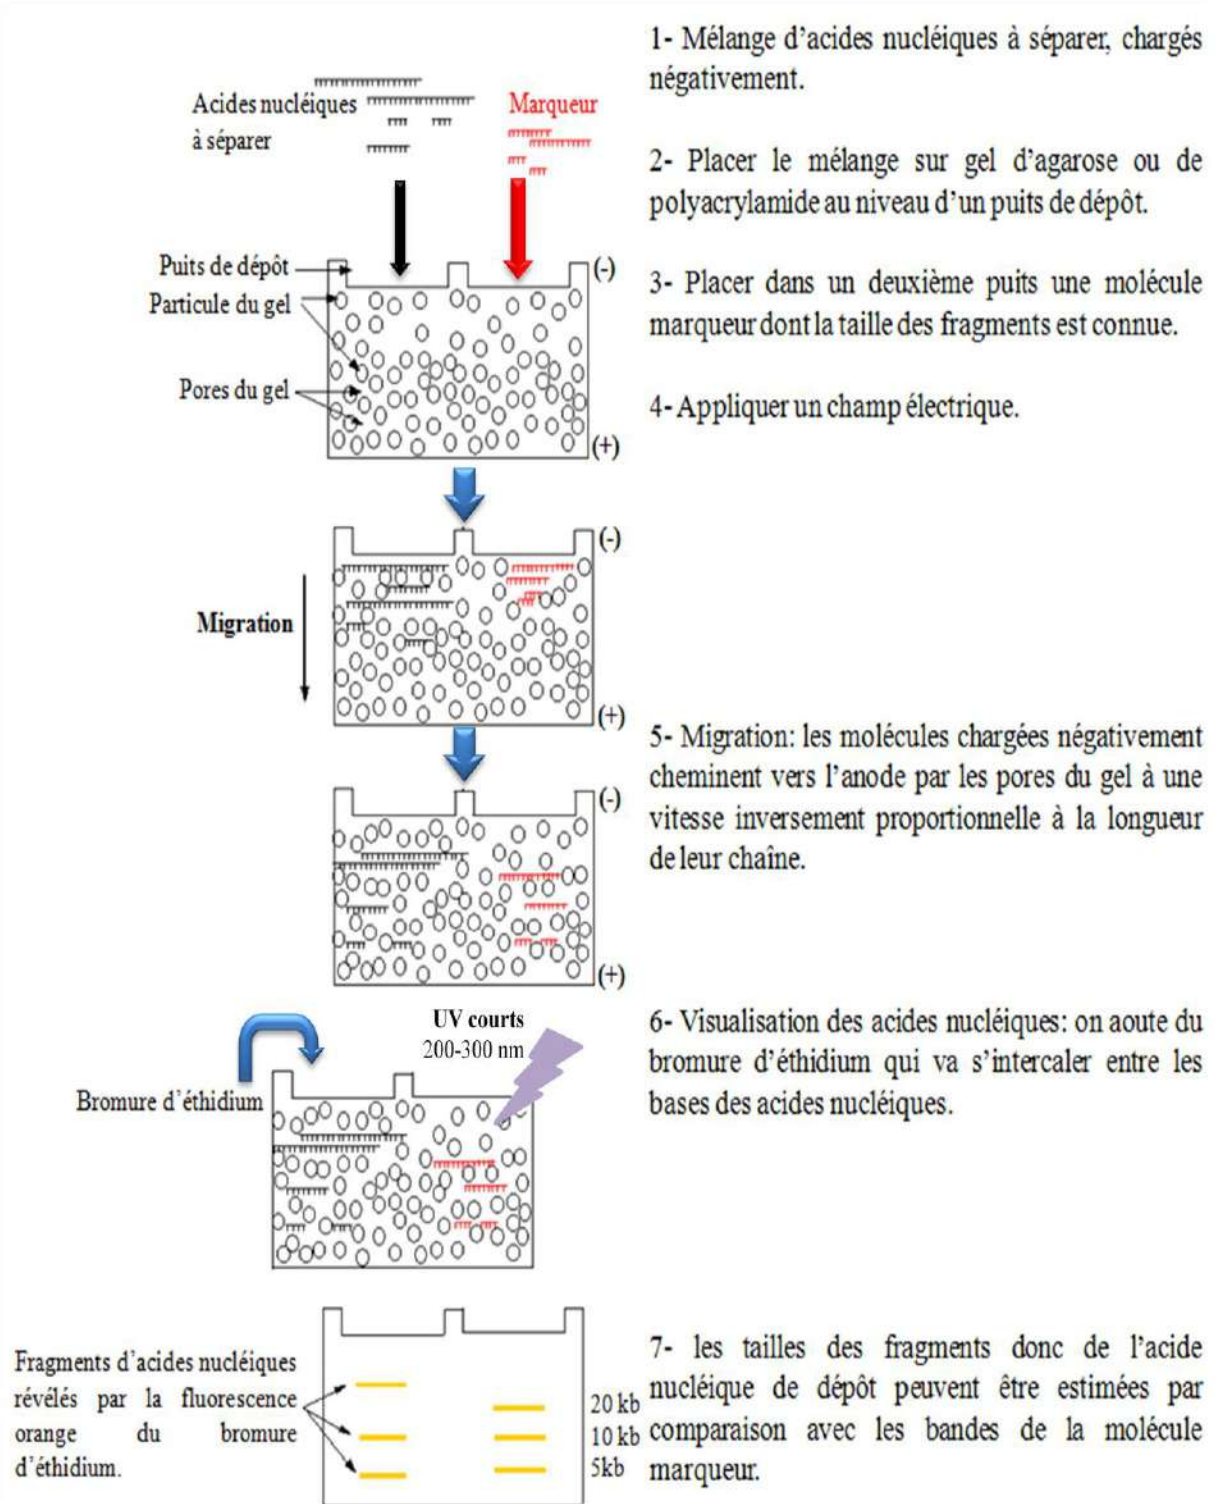 1- Mélange d'acides nucléiques à séparer, chargés
négativement.
Acides nucléiques
à séparer
Marqueur
2- Placer le mélange sur gel d'agarose ou de
polyacrylamide au niveau d'un puits de dépôt.
Puits de dépôt
(-)
Particule du gel
3- Placer dans un deuxième puits une molécule
marqueur dont la taille des fragments est connue.
Pores du gel
4- Appliquer un champ électrique.
(+)
(-)
Migration
(+)
5- Migration: les molécules chargées négativement
cheminent vers l'anode par les pores du gel à une
vitesse inversement proportionnelle à la longueur
de leur chaîne.
(-)
(+)
UV courts
200-300 nm
Bromure d'éthidium
6- Visualisation des acides nucléiques: on aoute du
bromure d'éthidium qui va s'intercaler entre les
bases des acides nucléiques.
Fragments d'acides nucléiques
révélés par la fluorescence
orange du bromure
d'éthidium.
20 kb
10 kb
5kb
7- les tailles des fragments donc de l'acide
nucléique de dépôt peuvent être estimées par
comparaison avec les bandes de la molécule
marqueur.